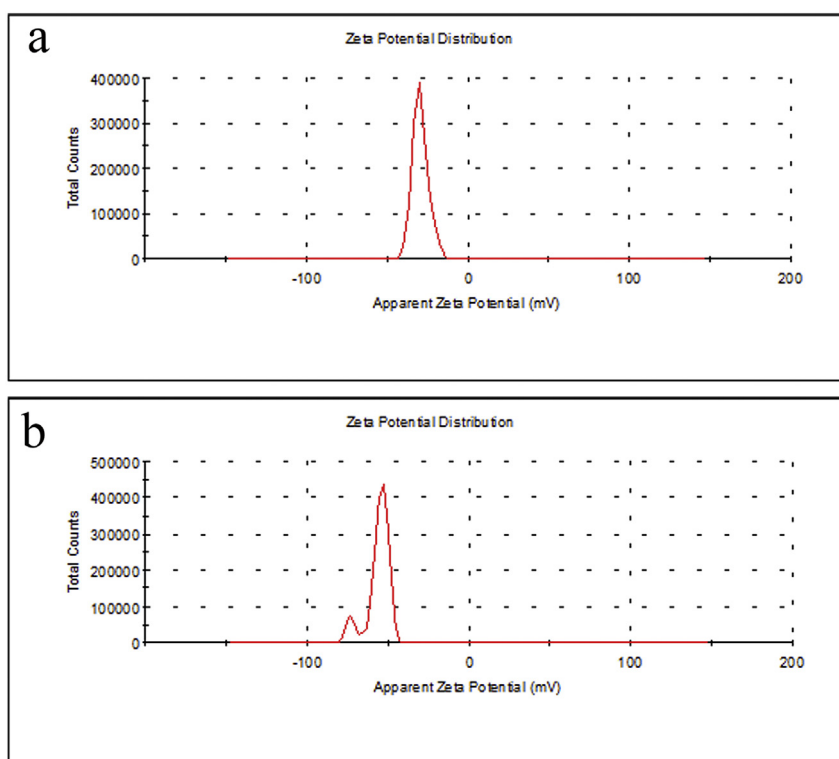 a
Zeta Potential Distribution
400000
300000
200000
100000
0
Total Counts
-100 0 100 200
Apparent Zeta Potential (mV)
b
Zeta Potential Distribution
500000
400000
300000
200000
100000
0
Total Counts
-100 0 100 200
Apparent Zeta Potential (mV)